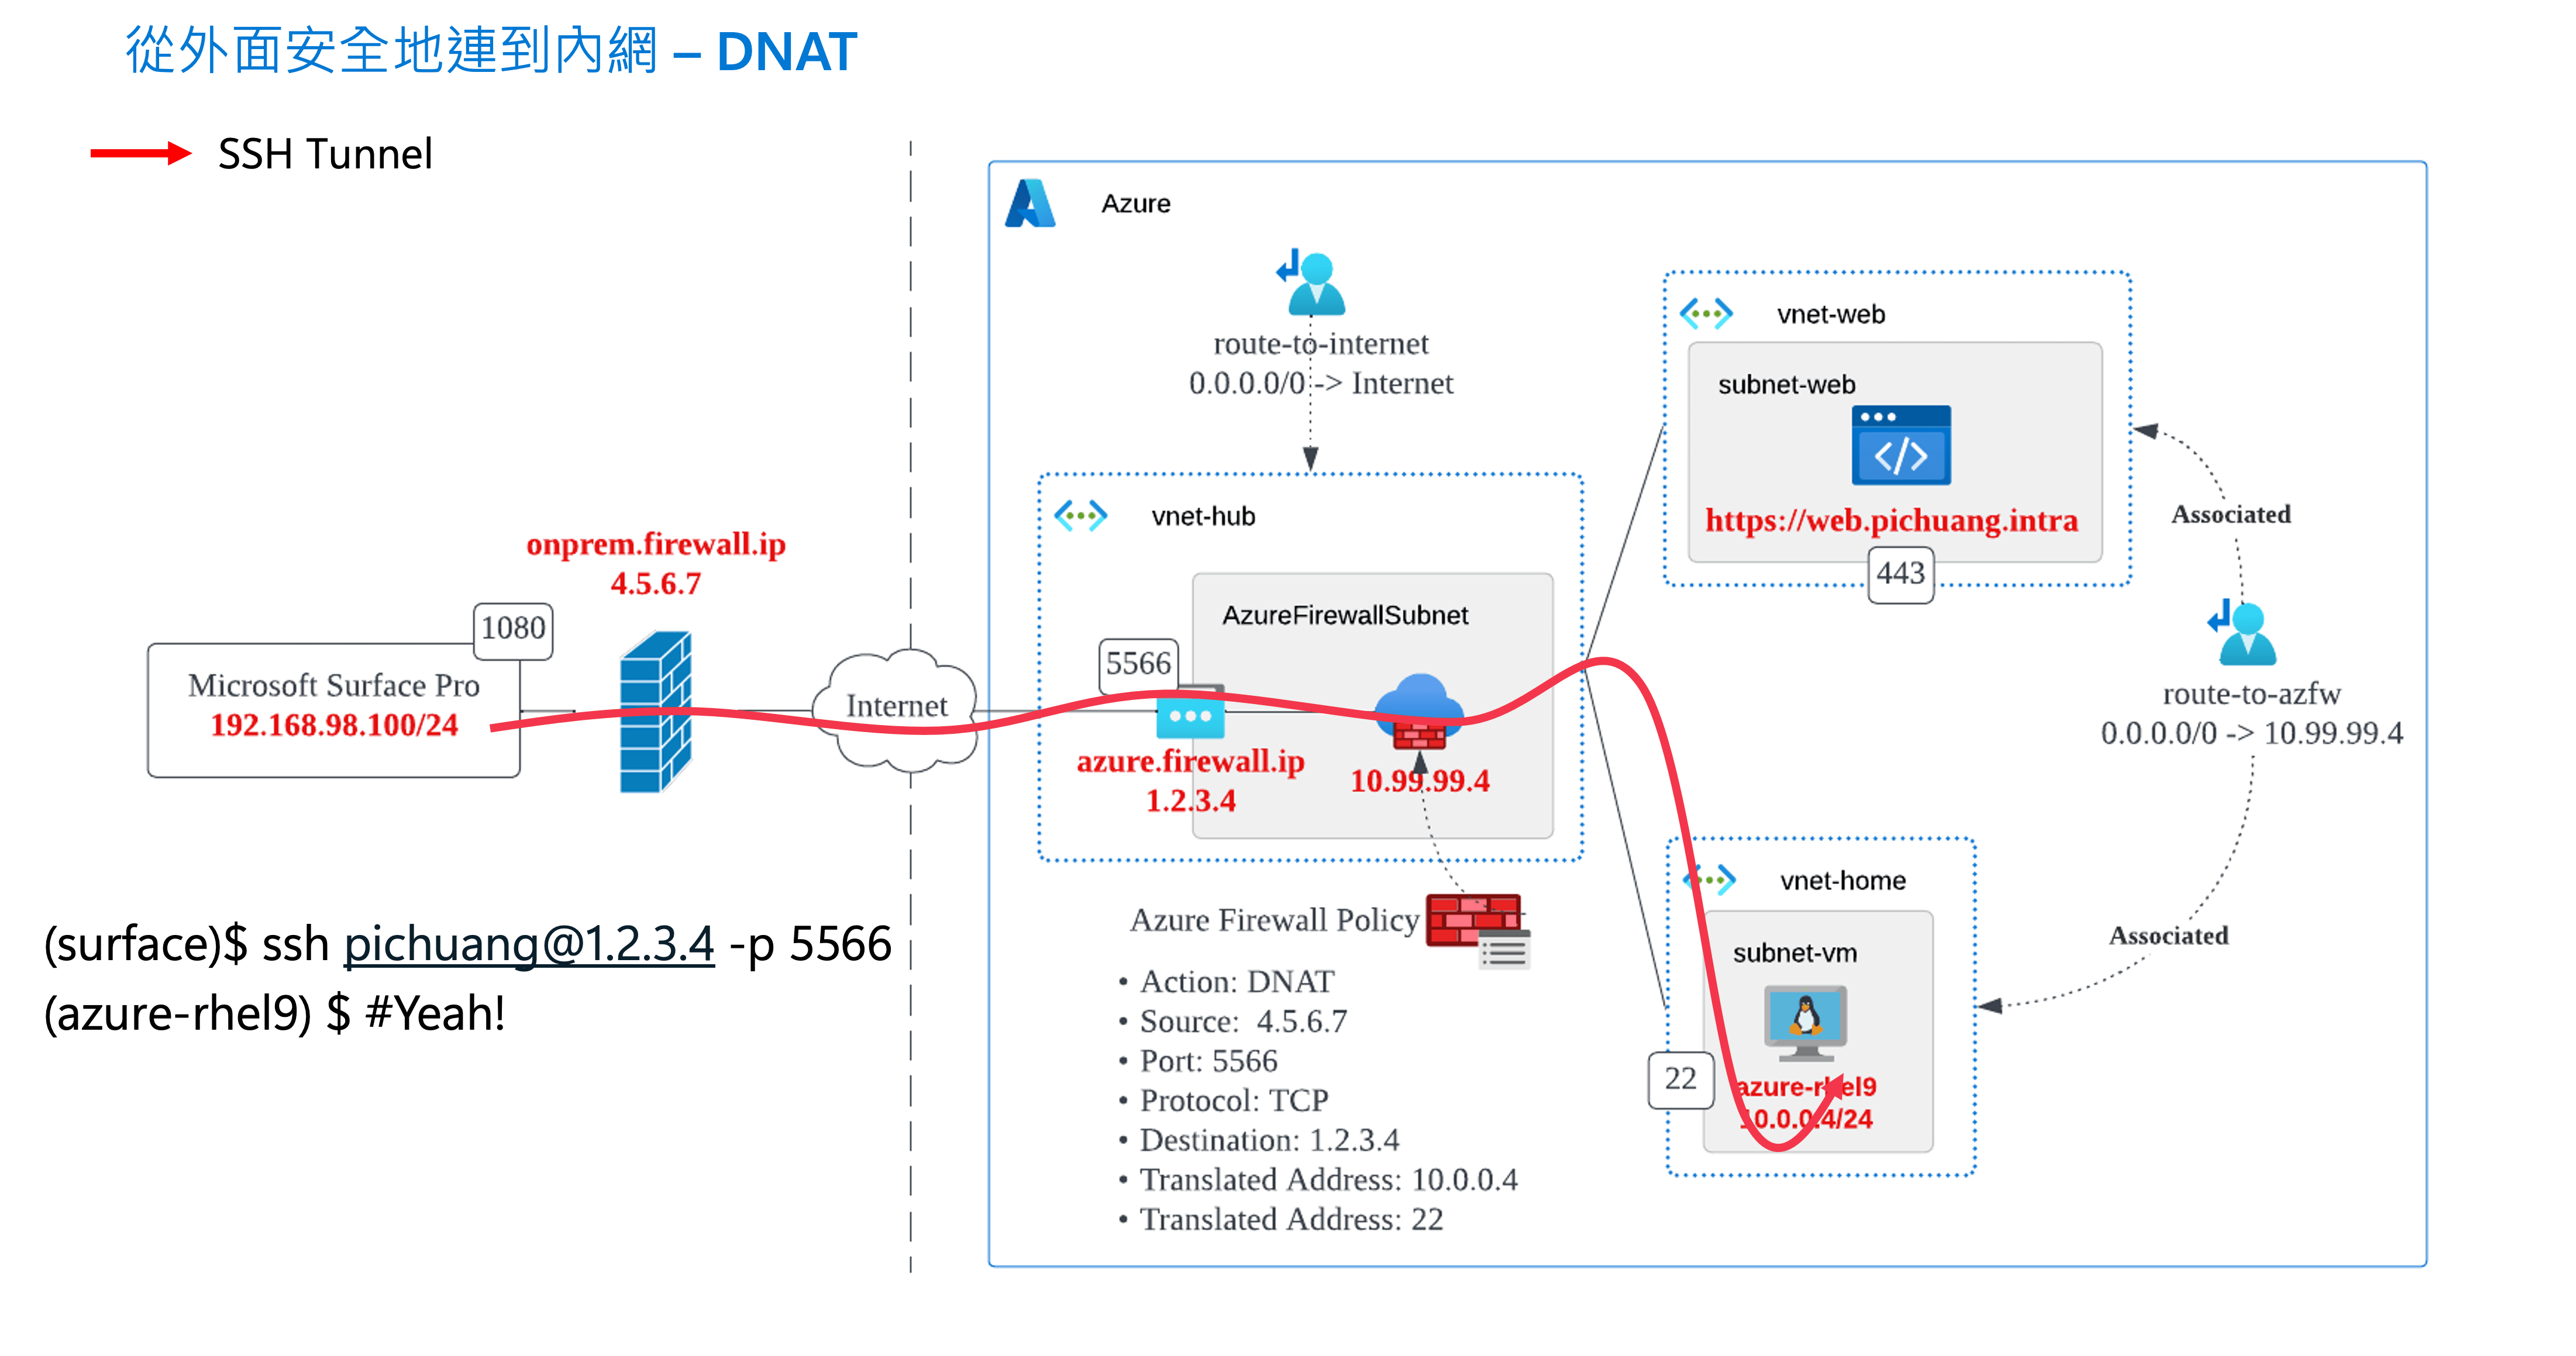 從外面安全地連到內網 – DNAT
SSH Tunnel
Azure
route-to-internet
0.0.0.0/0 -> Internet
vnet-web
subnet-web
https://web.pichuang.intra
443
Associated
vnet-hub
AzureFirewallSubnet
onprem.firewall.ip
4.5.6.7
1080
Microsoft Surface Pro
192.168.98.100/24
Internet
5566
azure.firewall.ip
1.2.3.4
10.99.99.4
route-to-azfw
0.0.0.0/0 -> 10.99.99.4
Associated
vnet-home
subnet-vm
22
azure-rhel9
10.0.0.4/24
(surface)$ ssh pichuang@1.2.3.4 -p 5566
(azure-rhel9) $ #Yeah!
Azure Firewall Policy
• Action: DNAT
• Source: 4.5.6.7
• Port: 5566
• Protocol: TCP
• Destination: 1.2.3.4
• Translated Address: 10.0.0.4
• Translated Address: 22